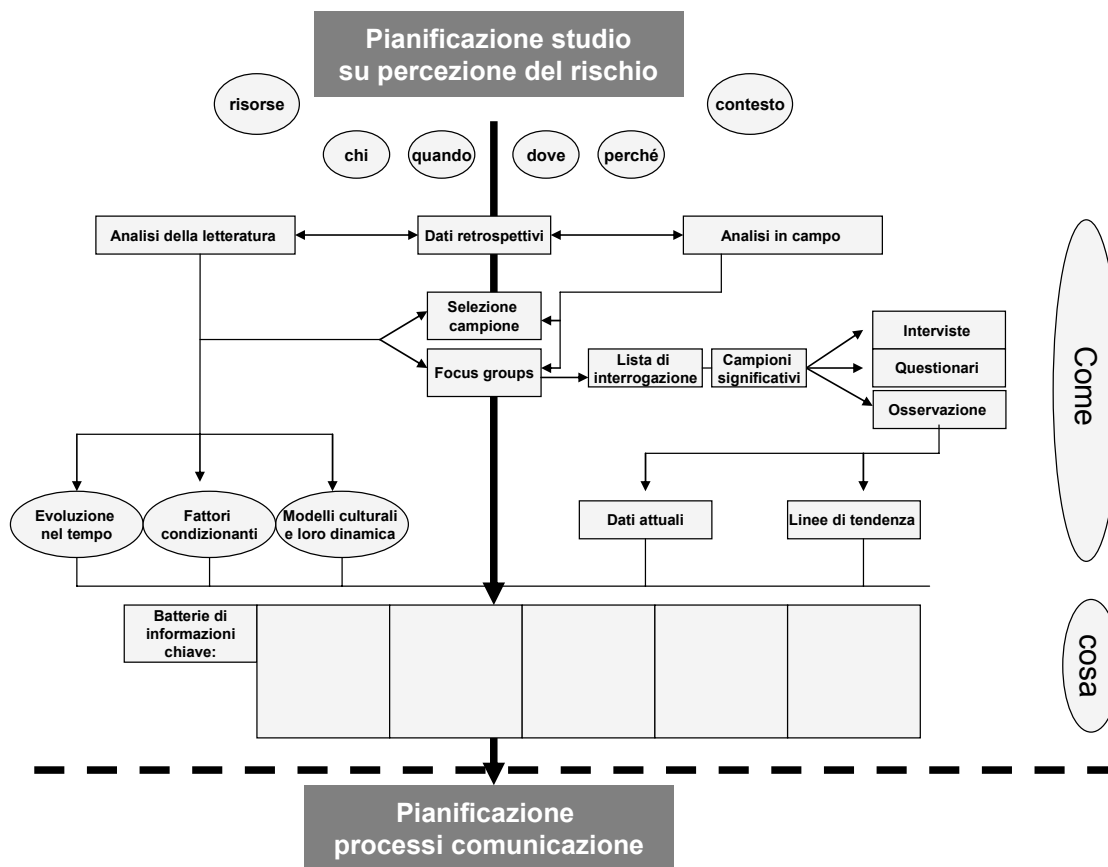 Pianificazione studio
su percezione del rischio
risorse
contesto
chi
quando
dove
perché
Analisi della letteratura
Dati retrospettivi
Analisi in campo
Selezione
campione
Focus groups
Lista di
interrogazione
Campioni
significativi
Interviste
Questionari
Osservazione
Come
Evoluzione
nel tempo
Fattori
condizionanti
Modelli culturali
e loro dinamica
Dati attuali
Linee di tendenza
Batterie di
informazioni
chiave:
cosa
Pianificazione
processi comunicazione